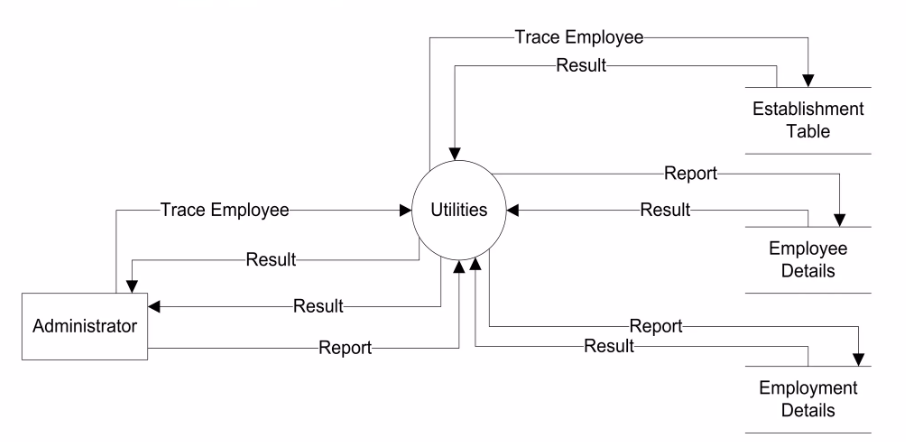 Trace Employee
Result
Establishment
Table
Report
Trace Employee
Utilities
Result
Employee
Details
Result
Result
Administrator
Report
Report
Result
Employment
Details